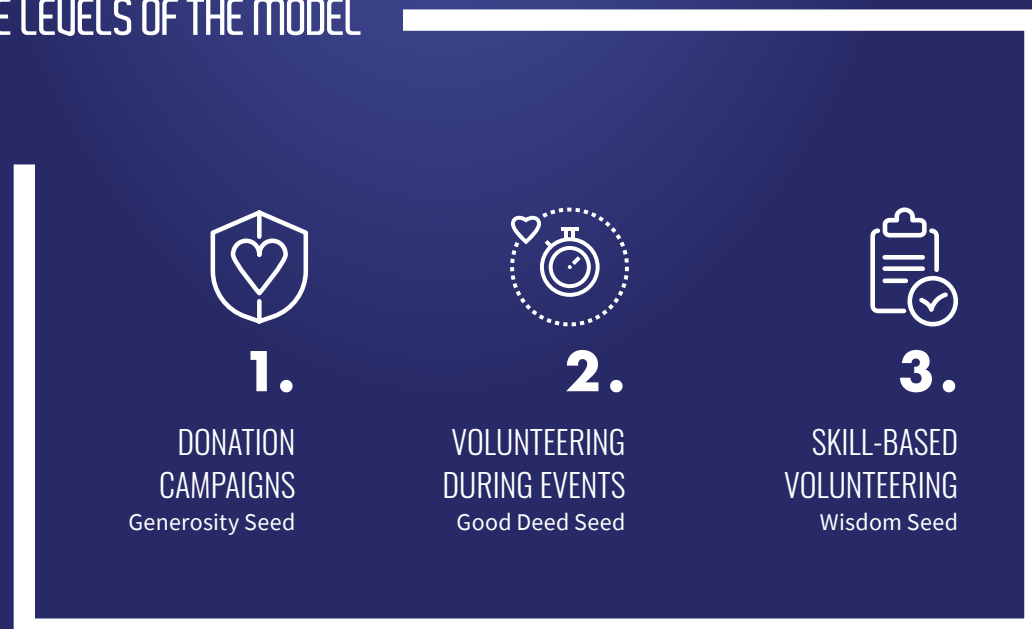 LEVELS OF THE MODEL
1.
DONATION
CAMPAIGNS
Generosity Seed
2.
VOLUNTEERING
DURING EVENTS
Good Deed Seed
3.
SKILL-BASED
VOLUNTEERING
Wisdom Seed